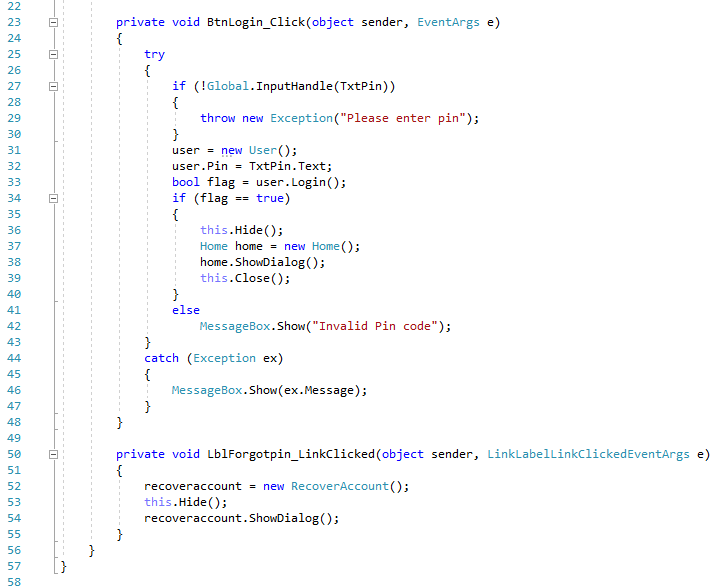 22
23 private void BtnLogin_Click(object sender, EventArgs e)
24 {
25 try
26 {
27 if (!Global.InputHandle(TxtPin))
28 {
29 throw new Exception("Please enter pin");
30 }
31 user = new User();
32 user.Pin = TxtPin.Text;
33 bool flag = user.Login();
34 if (flag == true)
35 {
36 this.Hide();
37 Home home = new Home();
38 home.ShowDialog();
39 this.Close();
40 }
41 else
42 MessageBox.Show("Invalid Pin code");
43 }
44 catch (Exception ex)
45 {
46 MessageBox.Show(ex.Message);
47 }
48 }
49
50 private void LblForgotpin_LinkClicked(object sender, LinkLabelLinkClickedEventArgs e)
51 {
52 recoveraccount = new RecoverAccount();
53 this.Hide();
54 recoveraccount.ShowDialog();
55 }
56 }
57 }
58